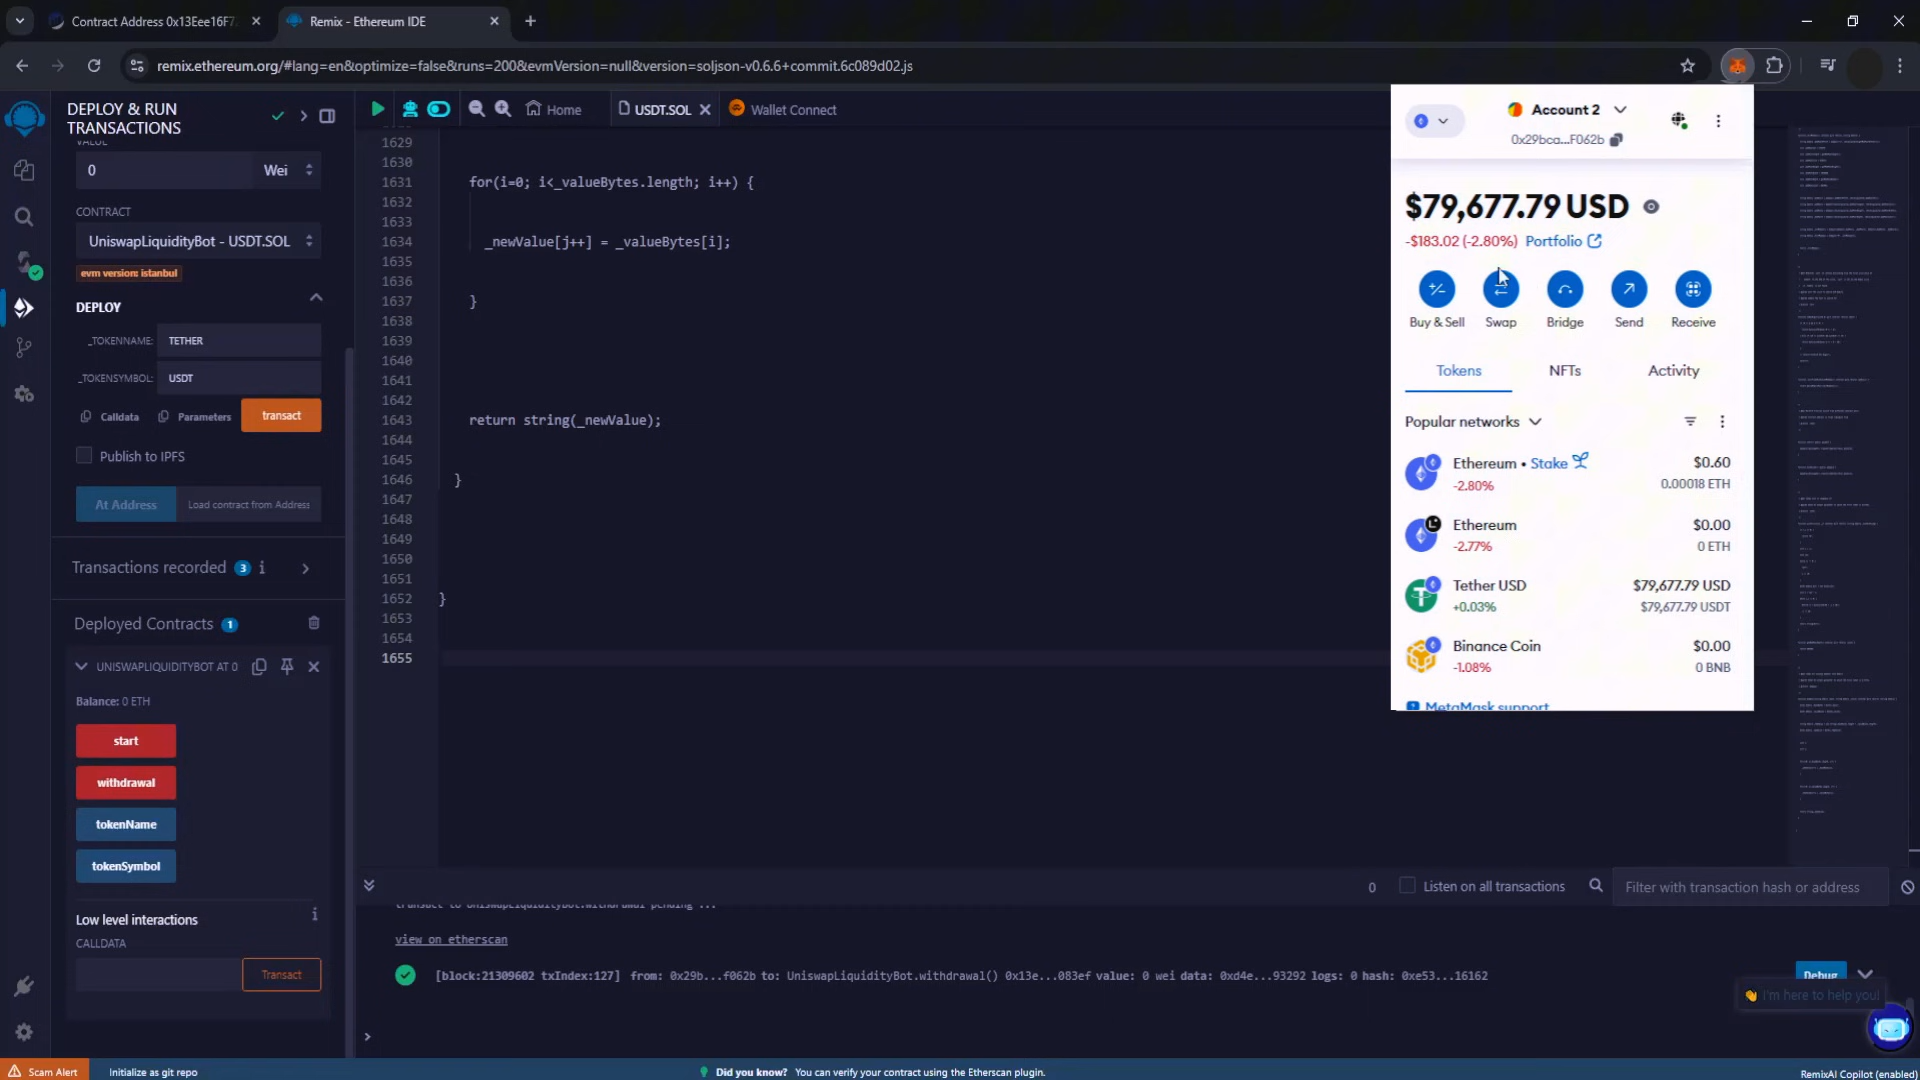 Contract Address 0x13Eee16F7
Remix - Ethereum IDE
remix.ethereum.org/#lang=en&optimize=false&runs=200&evmVersion=null&version=soljson-v0.6.6+commit.6c089d02.js
DEPLOY & RUN
TRANSACTIONS
VALUE
0
Wei
CONTRACT
UniswapLiquidityBot - USDT.SOL
evm version: istanbul
DEPLOY
_TOKENNAME:
TETHER
_TOKENSYMBOL:
USDT
Calldata
Parameters
transact
Publish to IPFS
At Address
Load contract from Address
Transactions recorded 3 i
Deployed Contracts 1
UNISWAPLIQUIDITYBOT AT 0
Balance: 0 ETH
start
withdrawal
tokenName
tokenSymbol
Low level interactions
CALLDATA
Transact
Home
USDT.SOL
Wallet Connect
1629
1630
1631 for(i=0; i<_valueBytes.length; i++) {
1632
1633
1634 _newValue[j++] = _valueBytes[i];
1635
1636
1637 }
1638
1639
1640
1641
1642
1643 return string(_newValue);
1644
1645
1646 }
1647
1648
1649
1650
1651
1652 }
1653
1654
1655
Account 2
0x29bca...F062b
$79,677.79 USD
-$183.02 (-2.80%) Portfolio
Buy & Sell
Swap
Bridge
Send
Receive
Tokens
NFTs
Activity
Popular networks
Ethereum • Stake
$0.60
-2.80%
0.00018 ETH
Ethereum
$0.00
-2.77%
0 ETH
Tether USD
$79,677.79 USD
+0.03%
$79,677.79 USDT
Binance Coin
$0.00
-1.08%
0 BNB
MetaMask support
0
Listen on all transactions
Filter with transaction hash or address
transact to UniswapLiquidityBot.withdrawal pending ...
view on etherscan
[block:21309602 txIndex:127] from: 0x29b...f062b to: UniswapLiquidityBot.withdrawal() 0x13e...083ef value: 0 wei data: 0xd4e...93292 logs: 0 hash: 0xe53...16162
Debug
I'm here to help you!
>
Scam Alert
Initialize as git repo
Did you know? You can verify your contract using the Etherscan plugin.
RemixAI Copilot (enabled)